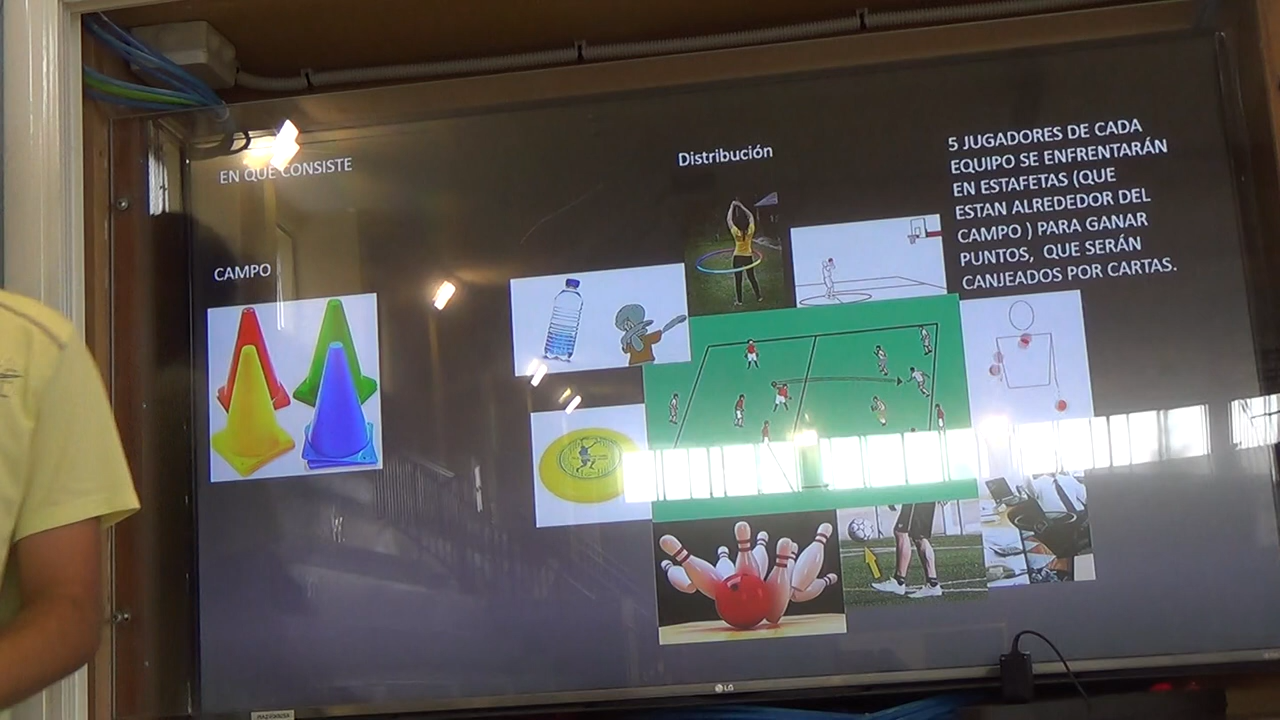 EN QUE CONSISTE
CAMPO
Distribución
5 JUGADORES DE CADA
EQUIPO SE ENFRENTARÁN
EN ESTAFETAS (QUE
ESTAN ALREDEDOR DEL
CAMPO ) PARA GANAR
PUNTOS, QUE SERÁN
CANJEADOS POR CARTAS.
LG